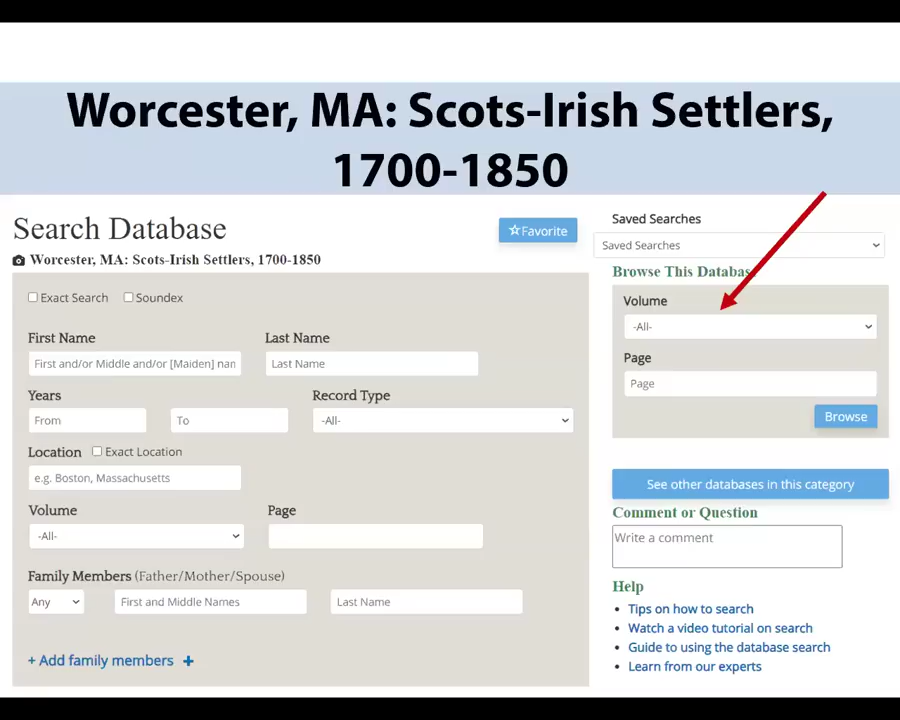 Worcester, MA: Scots-Irish Settlers,
1700-1850
Search Database
Favorite
Worcester, MA: Scots-Irish Settlers, 1700-1850
Exact Search Soundex
First Name Last Name
First and/or Middle and/or [Maiden] nan Last Name
Years Record Type
From To -All-
Location Exact Location
e.g. Boston, Massachusetts
Volume Page
-All-
Family Members (Father/Mother/Spouse)
Any First and Middle Names Last Name
+ Add family members +
Saved Searches
Saved Searches
Browse This Databas
Volume
-All-
Page
Page
Browse
See other databases in this category
Comment or Question
Write a comment
Help
• Tips on how to search
• Watch a video tutorial on search
• Guide to using the database search
• Learn from our experts